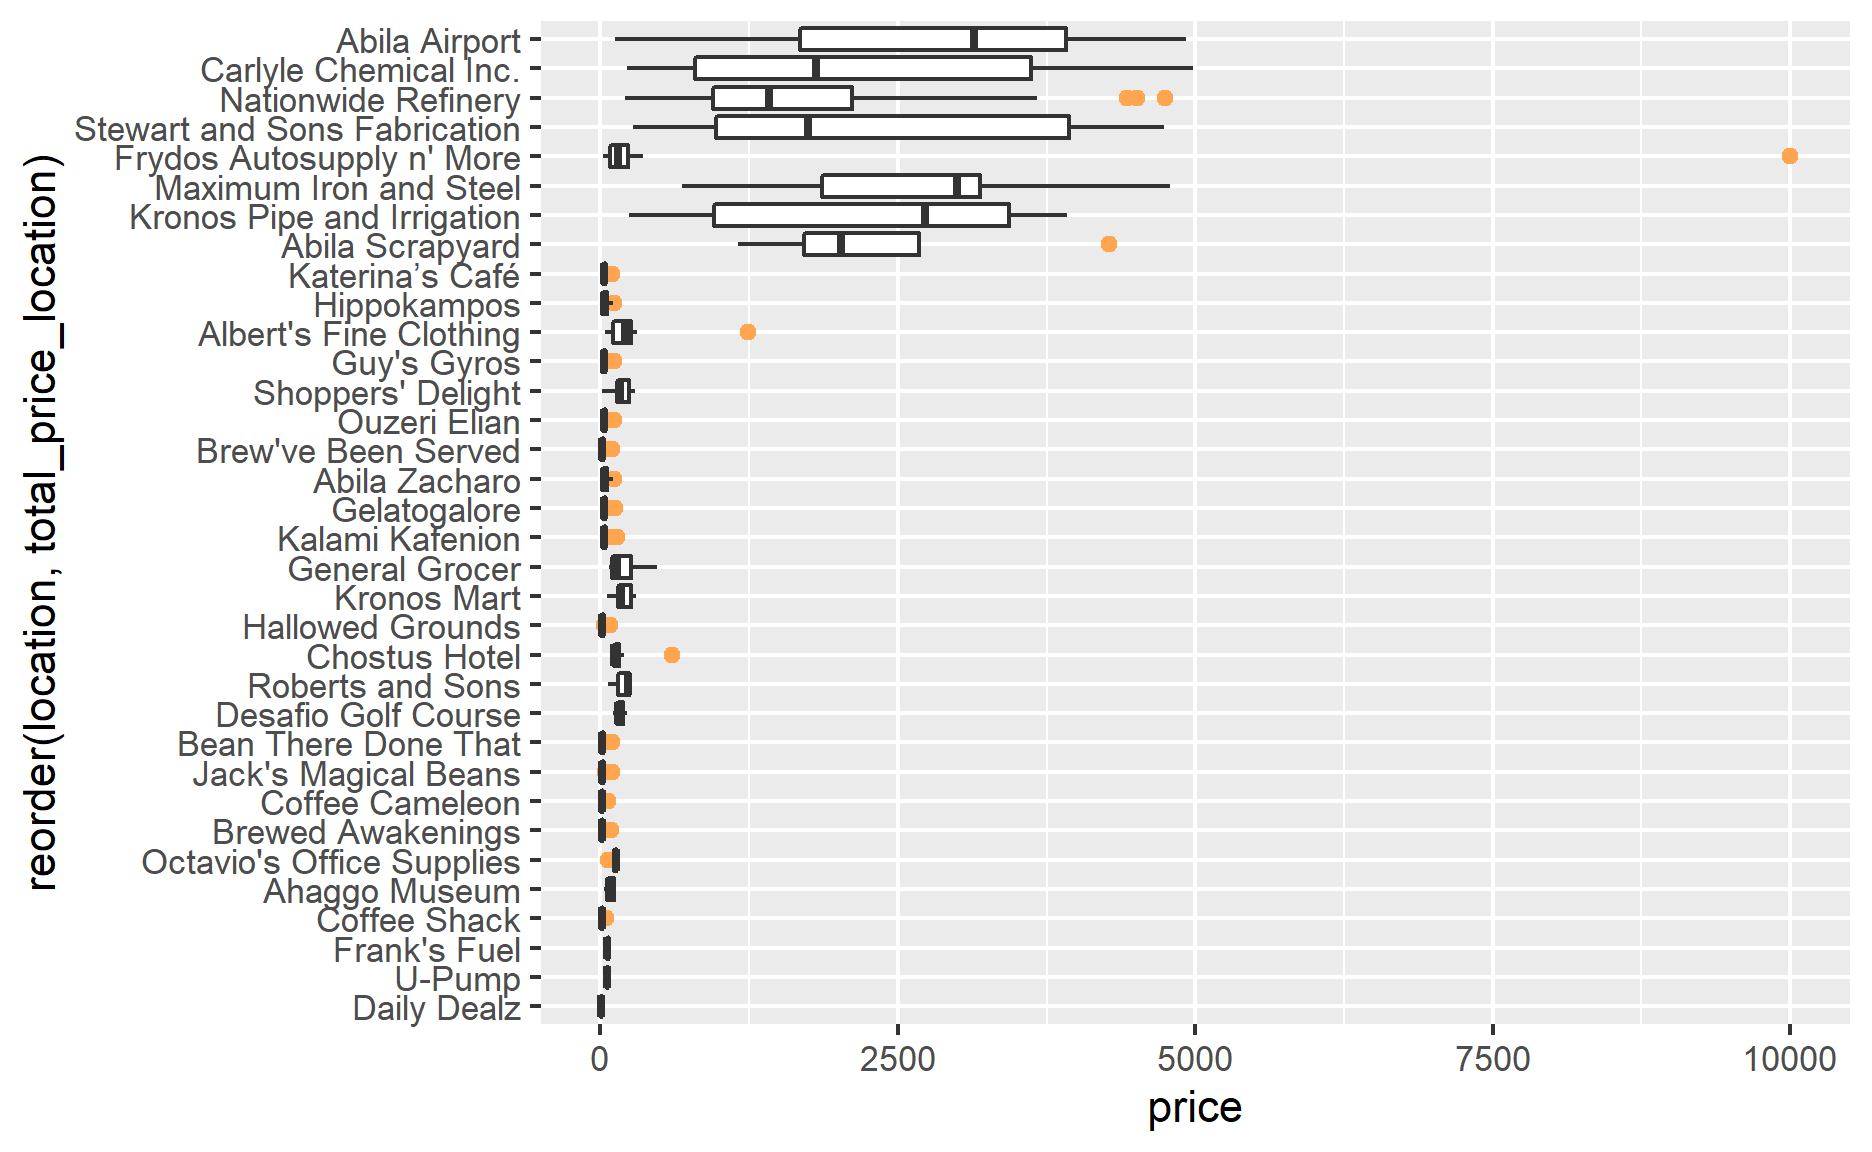 reorder(location, total_price_location)
Abila Airport
Carlyle Chemical Inc.
Nationwide Refinery
Stewart and Sons Fabrication
Frydos Autosupply n' More
Maximum Iron and Steel
Kronos Pipe and Irrigation
Abila Scrapyard
Katerina’s Café
Hippokampos
Albert's Fine Clothing
Guy's Gyros
Shoppers' Delight
Ouzeri Elian
Brew've Been Served
Abila Zacharo
Gelatogalore
Kalami Kafenion
General Grocer
Kronos Mart
Hallowed Grounds
Chostus Hotel
Roberts and Sons
Desafio Golf Course
Bean There Done That
Jack's Magical Beans
Coffee Cameleon
Brewed Awakenings
Octavio's Office Supplies
Ahaggo Museum
Coffee Shack
Frank's Fuel
U-Pump
Daily Dealz
0 2500 5000 7500 10000
price